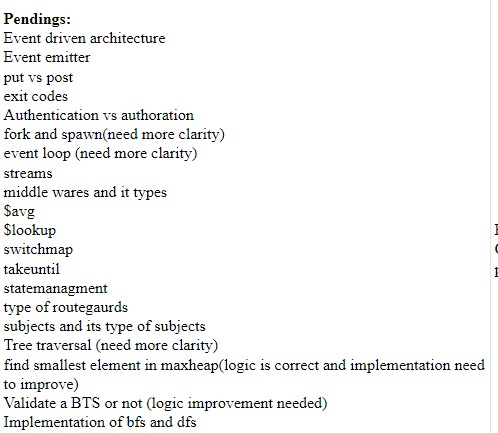 Pendings:
Event driven architecture
Event emitter
put vs post
exit codes
Authentication vs authoration
fork and spawn(need more clarity)
event loop (need more clarity)
streams
middle wares and it types
$avg
$lookup
switchmap
takeuntil
statemanagment
type of routegaurds
subjects and its type of subjects
Tree traversal (need more clarity)
find smallest element in maxheap(logic is correct and implementation need
to improve)
Validate a BTS or not (logic improvement needed)
Implementation of bfs and dfs